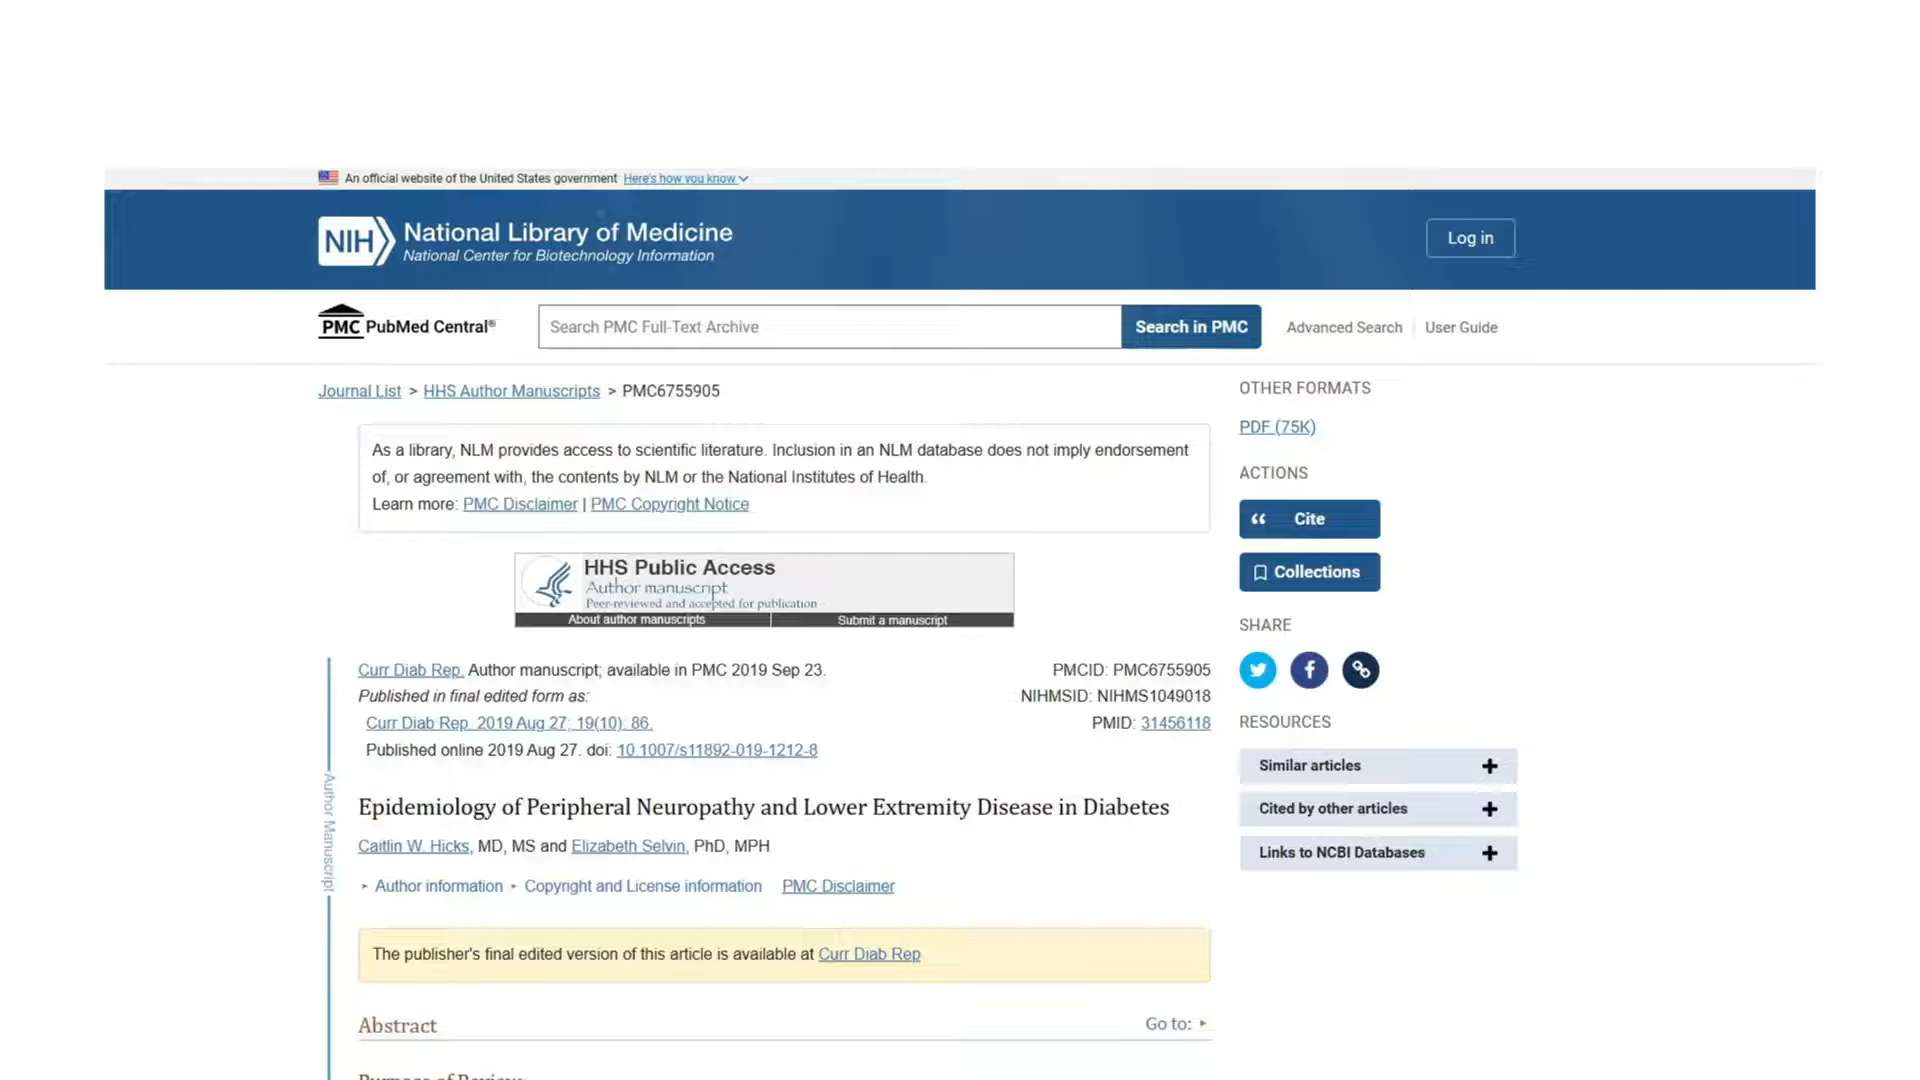 An official website of the United States government Here's how you know
NIH National Library of Medicine
National Center for Biotechnology Information
Log in
PMC PubMed Central®
Search PMC Full-Text Archive
Search in PMC
Advanced Search
User Guide
Journal List > HHS Author Manuscripts > PMC6755905
As a library, NLM provides access to scientific literature. Inclusion in an NLM database does not imply endorsement
of, or agreement with, the contents by NLM or the National Institutes of Health.
Learn more: PMC Disclaimer | PMC Copyright Notice
HHS Public Access
Author manuscript
Peer-reviewed and accepted for publication
About author manuscripts
Submit a manuscript
Curr Diab Rep. Author manuscript; available in PMC 2019 Sep 23.
Published in final edited form as:
Curr Diab Rep. 2019 Aug 27; 19(10): 86.
Published online 2019 Aug 27. doi: 10.1007/s11892-019-1212-8
PMCID: PMC6755905
NIHMSID: NIHMS1049018
PMID: 31456118
Epidemiology of Peripheral Neuropathy and Lower Extremity Disease in Diabetes
Caitlin W. Hicks, MD, MS and Elizabeth Selvin, PhD, MPH
Author information Copyright and License information PMC Disclaimer
The publisher's final edited version of this article is available at Curr Diab Rep
Abstract
Go to:
Purpose of Review
Author Manuscript
OTHER FORMATS
PDF (75K)
ACTIONS
Cite
Collections
SHARE
RESOURCES
Similar articles
Cited by other articles
Links to NCBI Databases